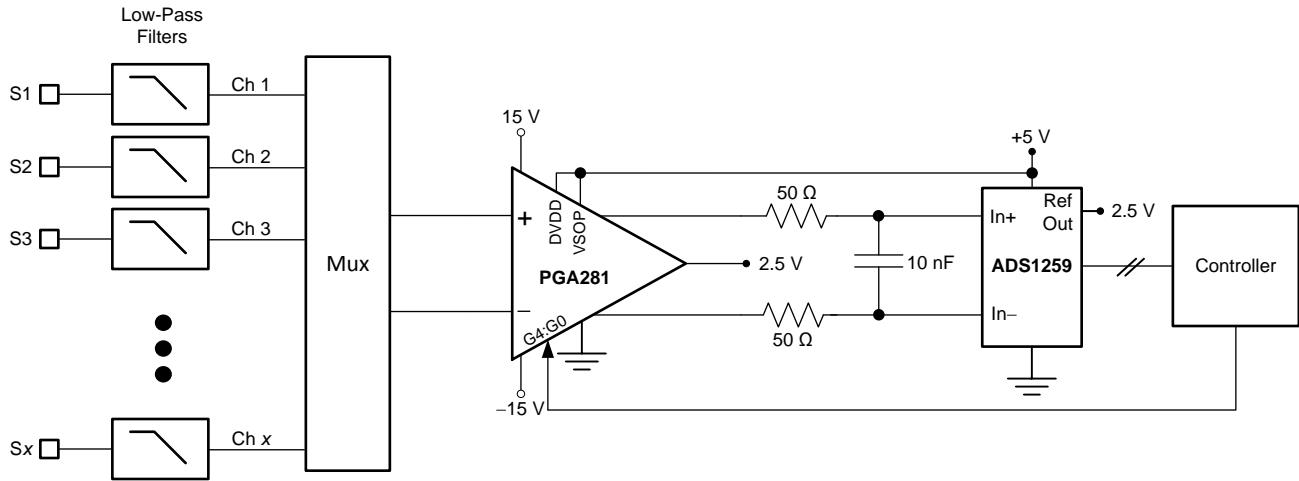 Low-Pass
Filters
S1
Ch 1
S2
Ch 2
S3
Ch 3
Sx
Ch x
Mux
15 V
+
−
DVDD
VSOP
PGA281
G4:G0
−15 V
2.5 V
50 Ω
50 Ω
10 nF
+5 V
In+
Ref
Out
2.5 V
ADS1259
In−
Controller